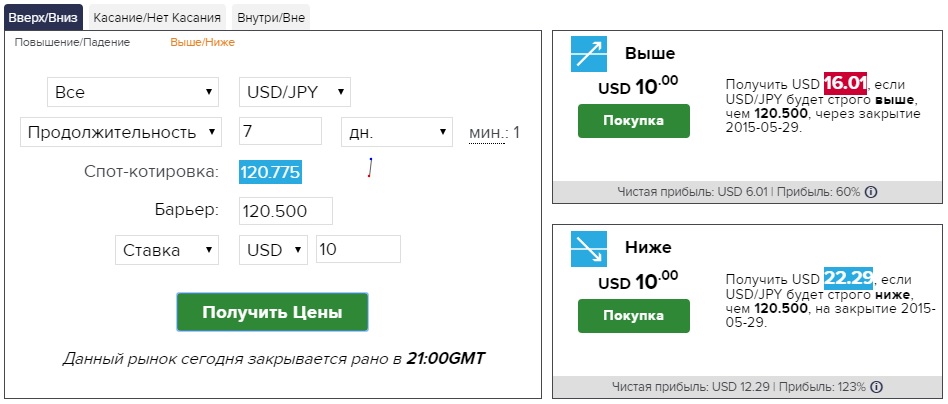 Вверх/Вниз Касание/Нет Касания Внутри/Вне
Повышение/Падение Выше/Ниже
Все USD/JPY
Продолжительность 7 дн. мин.: 1
Спот-котировка: 120.775
Барьер: 120.500
Ставка USD 10
Получить Цены
Данный рынок сегодня закрывается рано в 21:00GMT
Выше
USD 10.00
Покупка
Получить USD 16.01, если
USD/JPY будет строго выше,
чем 120.500, через закрытие
2015-05-29.
Чистая прибыль: USD 6.01 | Прибыль: 60%
Ниже
USD 10.00
Покупка
Получить USD 22.29, если
USD/JPY будет строго ниже,
чем 120.500, на закрытие 2015-
05-29.
Чистая прибыль: USD 12.29 | Прибыль: 123%